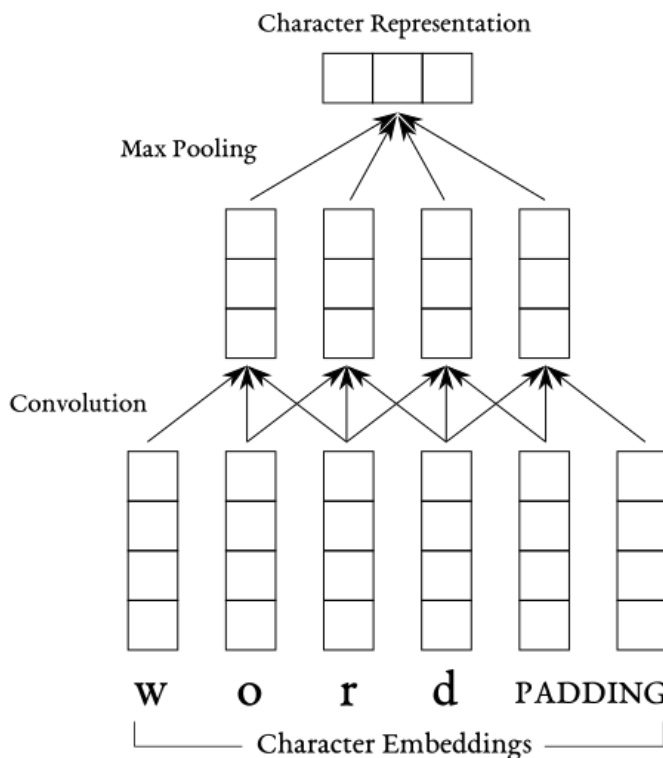 Character Representation
Max Pooling
Convolution
w o r d PADDING
Character Embeddings